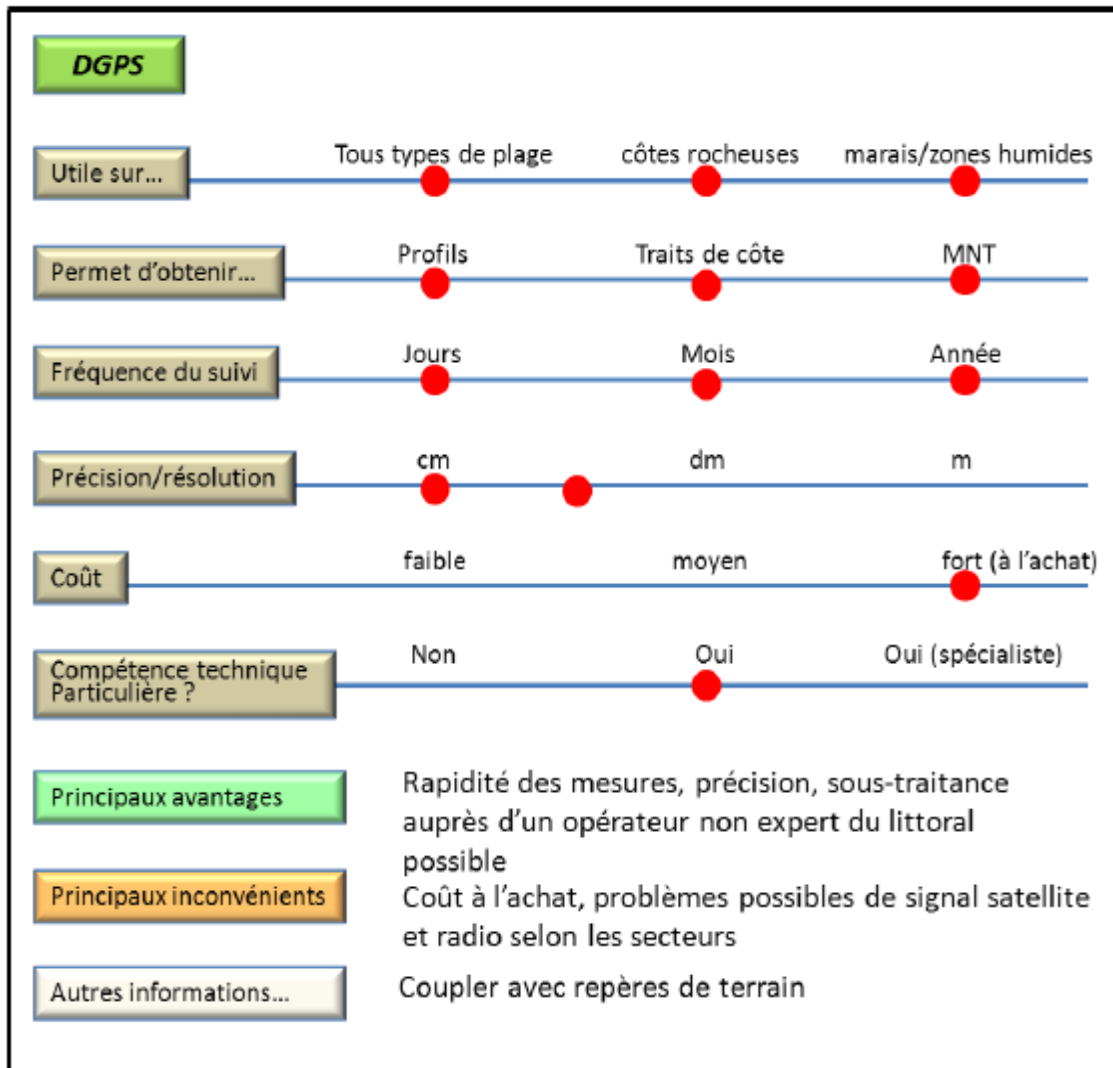 DGPS
Utile sur...
Tous types de plage
côtes rocheuses
marais/zones humides
Permet d'obtenir...
Profils
Traits de côte
MNT
Fréquence du suivi
Jours
Mois
Année
Précision/résolution
cm
dm
m
Coût
faible
moyen
fort (à l'achat)
Compétence technique
Particulière ?
Non
Oui
Oui (spécialiste)
Principaux avantages
Rapidité des mesures, précision, sous-traitance
auprès d'un opérateur non expert du littoral
possible
Principaux inconvénients
Coût à l'achat, problèmes possibles de signal satellite
et radio selon les secteurs
Autres informations...
Coupler avec repères de terrain